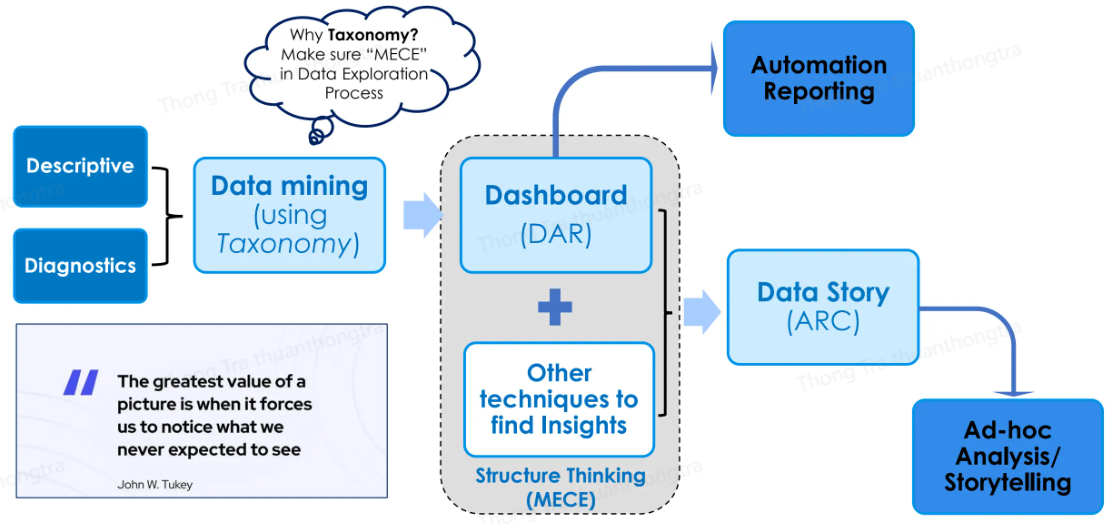 Why Taxonomy?
Make sure “MECE”
in Data Exploration
Process
Automation
Reporting
Descriptive
Diagnostics
Data mining
(using
Taxonomy)
Dashboard
(DAR)
Other
techniques to
find Insights
Structure Thinking
(MECE)
Data Story
(ARC)
Ad-hoc
Analysis/
Storytelling
The greatest value of a
picture is when it forces
us to notice what we
never expected to see
John W. Tukey
Thong Tra thuanthongtra